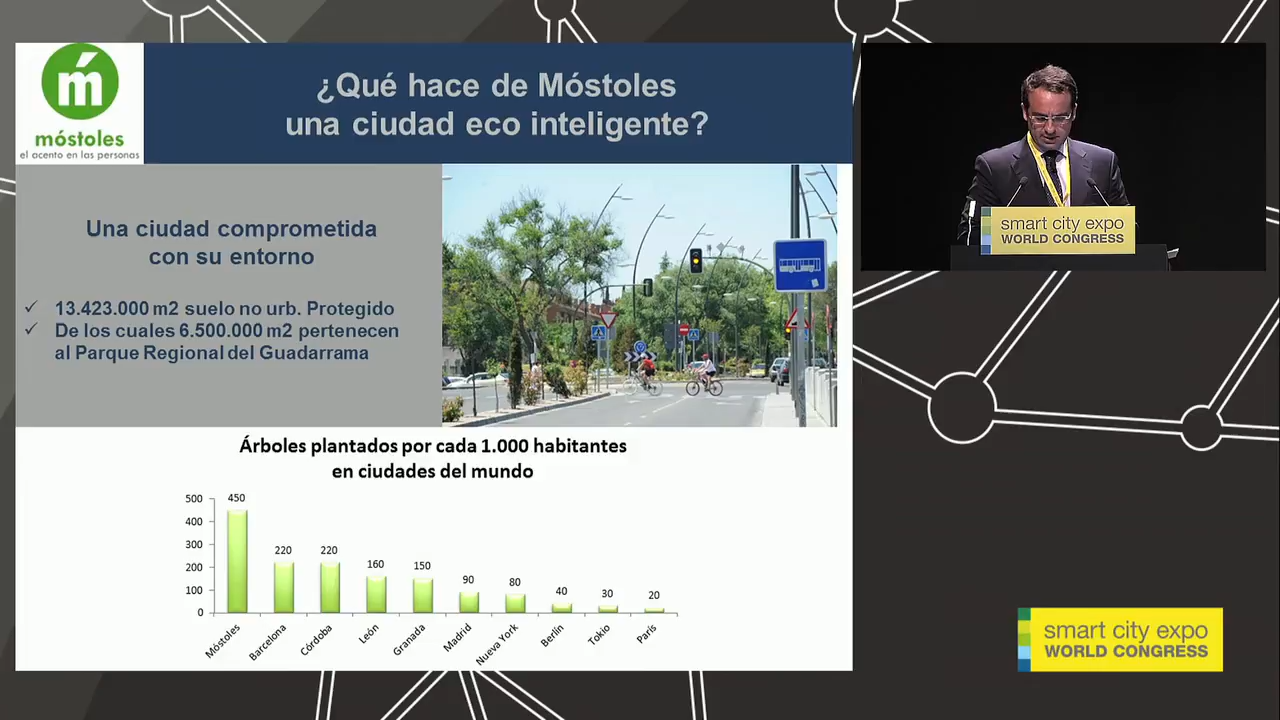 ḿ
móstoles
el acento en las personas
¿Qué hace de Móstoles
una ciudad eco inteligente?
Una ciudad comprometida
con su entorno
✓ 13.423.000 m2 suelo no urb. Protegido
✓ De los cuales 6.500.000 m2 pertenecen
al Parque Regional del Guadarrama
smart city expo
WORLD CONGRESS
Árboles plantados por cada 1.000 habitantes
en ciudades del mundo
500
400
300
200
100
0
450
220
220
160
150
90
80
40
30
20
Móstoles
Barcelona
Córdoba
León
Granada
Madrid
Nueva York
Berlín
Tokio
París
smart city expo
WORLD CONGRESS